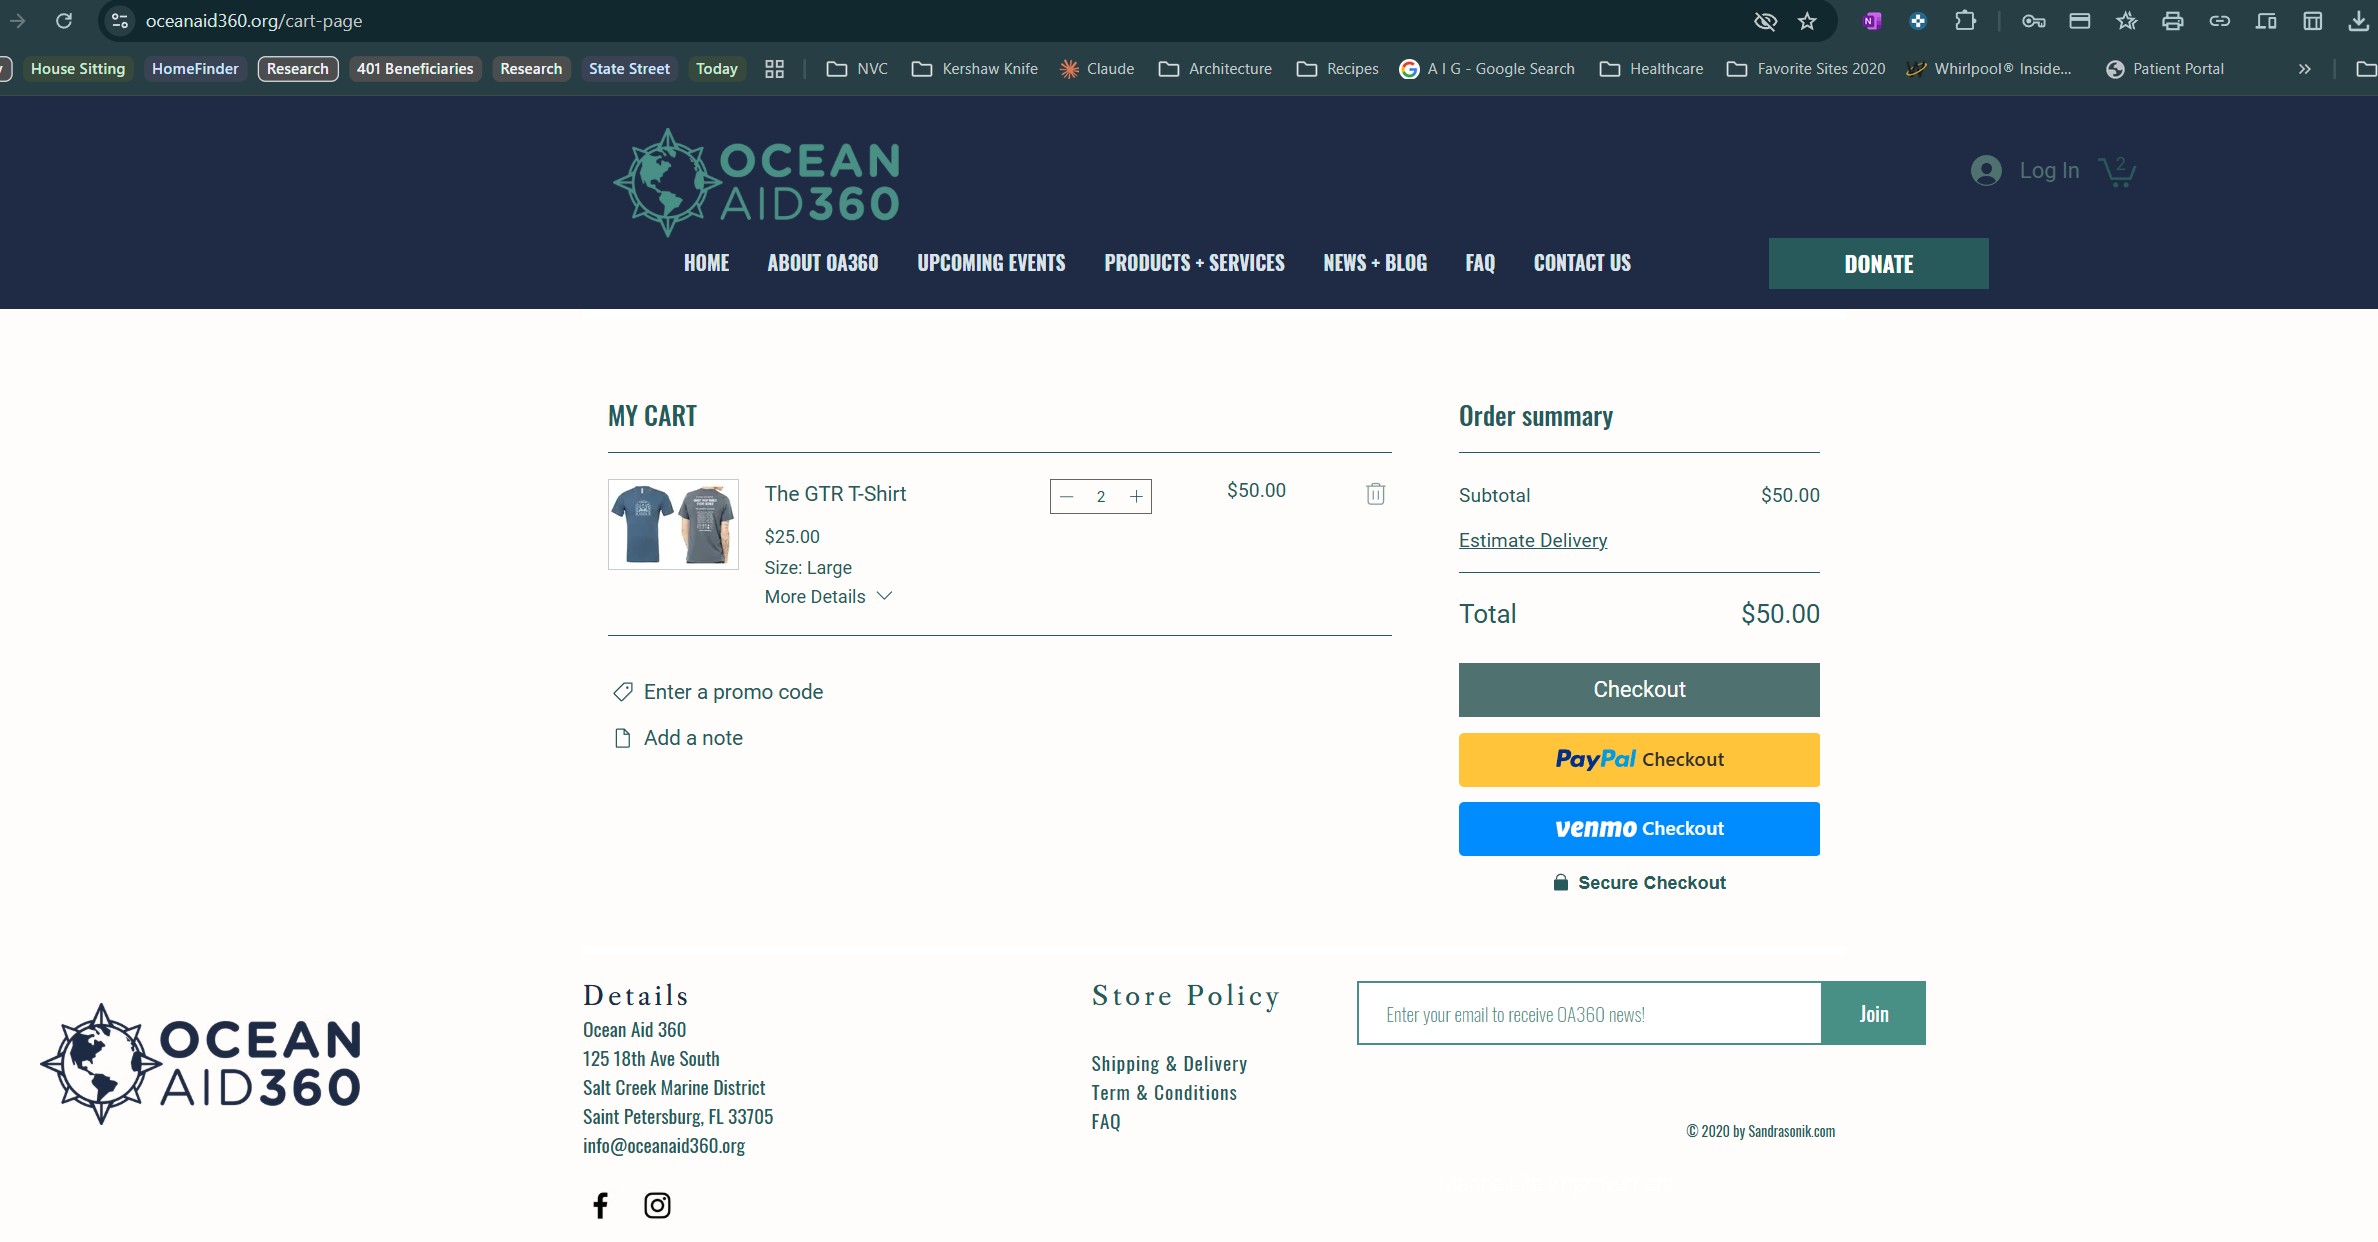 oceanaid360.org/cart-page
House Sitting
HomeFinder
Research
401 Beneficiaries
Research
State Street
Today
NVC
Kershaw Knife
Claude
Architecture
Recipes
A I G - Google Search
Healthcare
Favorite Sites 2020
Whirlpool® Inside...
Patient Portal
OCEAN
AID360
Log In
2
HOME
ABOUT OA360
UPCOMING EVENTS
PRODUCTS + SERVICES
NEWS + BLOG
FAQ
CONTACT US
DONATE
MY CART
The GTR T-Shirt
$25.00
Size: Large
More Details
2
$50.00
Enter a promo code
Add a note
Order summary
Subtotal
$50.00
Estimate Delivery
Total
$50.00
Checkout
PayPal Checkout
venmo Checkout
Secure Checkout
OCEAN
AID360
Details
Ocean Aid 360
125 18th Ave South
Salt Creek Marine District
Saint Petersburg, FL 33705
info@oceanaid360.org
Store Policy
Shipping & Delivery
Term & Conditions
FAQ
Enter your email to receive OA360 news!
Join
© 2020 by Sandrasonik.com